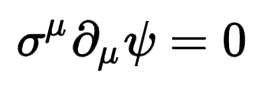 σ^μ ∂_μ ψ = 0